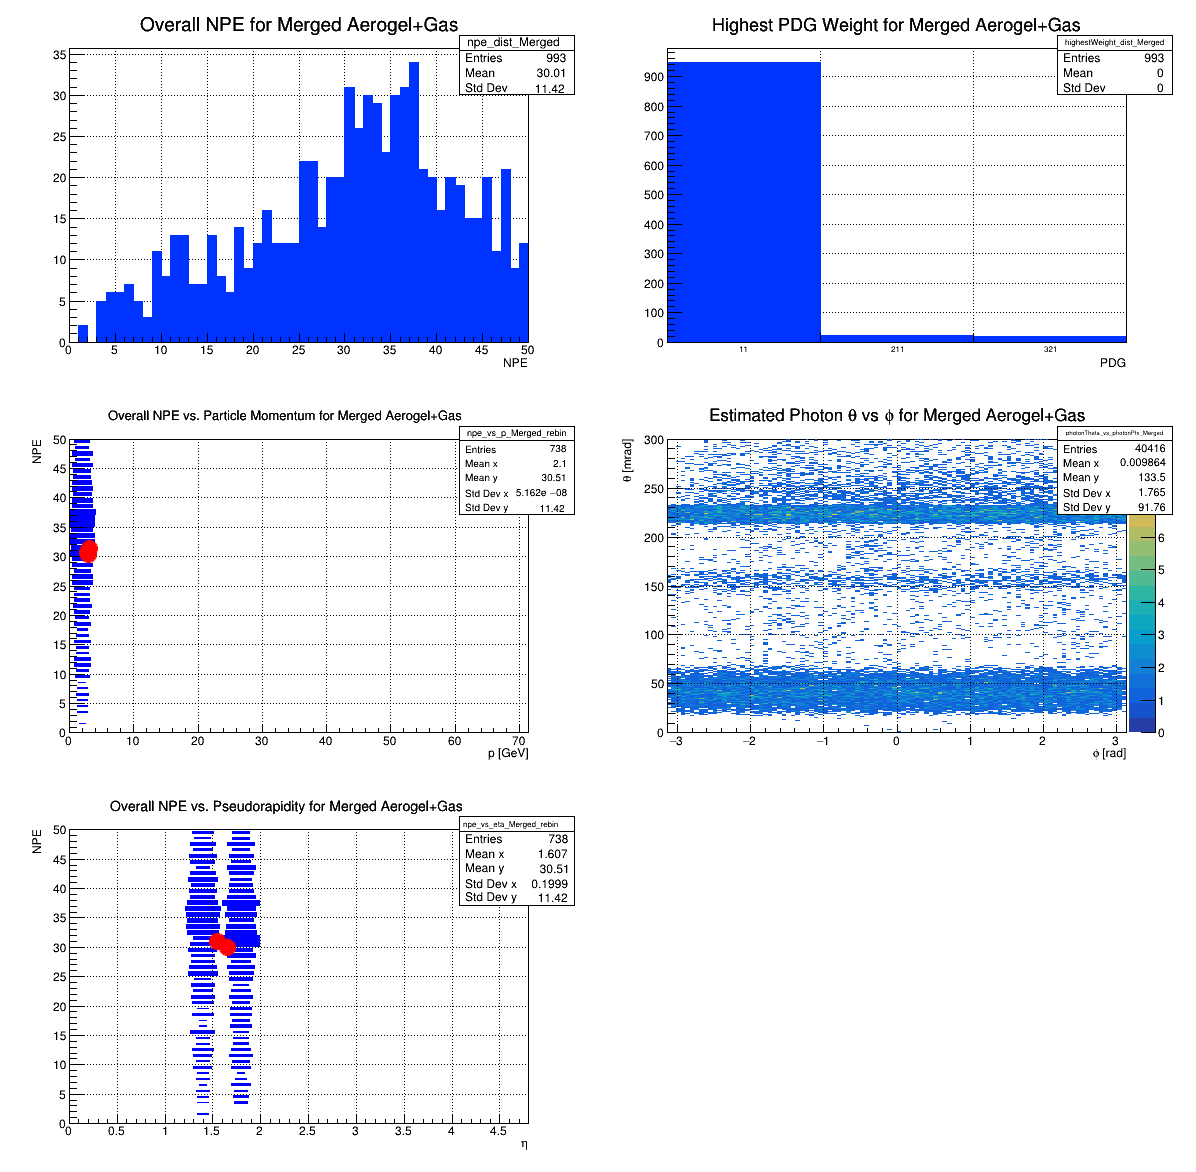 Overall NPE for Merged Aerogel+Gas
npe_dist_Merged
Entries 993
Mean 30.01
Std Dev 11.42
35
30
25
20
15
10
5
0
0 5 10 15 20 25 30 35 40 45 50
NPE
Highest PDG Weight for Merged Aerogel+Gas
highestWeight_dist_Merged
Entries 993
Mean 0
Std Dev 0
900
800
700
600
500
400
300
200
100
0
11 211 321
PDG
Overall NPE vs. Particle Momentum for Merged Aerogel+Gas
npe_vs_p_Merged_rebin
Entries 738
Mean x 2.1
Mean y 30.51
Std Dev x 5.162e −08
Std Dev y 11.42
NPE
50
45
40
35
30
25
20
15
10
5
0
0 10 20 30 40 50 60 70
p [GeV]
Estimated Photon θ vs ϕ for Merged Aerogel+Gas
photonTheta_vs_photonPhi_Merged
Entries 40416
Mean x 0.009864
Mean y 133.5
Std Dev x 1.765
Std Dev y 91.76
θ [mrad]
300
250
200
150
100
50
0
−3 −2 −1 0 1 2 3
ϕ [rad]
6
5
4
3
2
1
0
Overall NPE vs. Pseudorapidity for Merged Aerogel+Gas
npe_vs_eta_Merged_rebin
Entries 738
Mean x 1.607
Mean y 30.51
Std Dev x 0.1999
Std Dev y 11.42
NPE
50
45
40
35
30
25
20
15
10
5
0
0 0.5 1 1.5 2 2.5 3 3.5 4 4.5
η